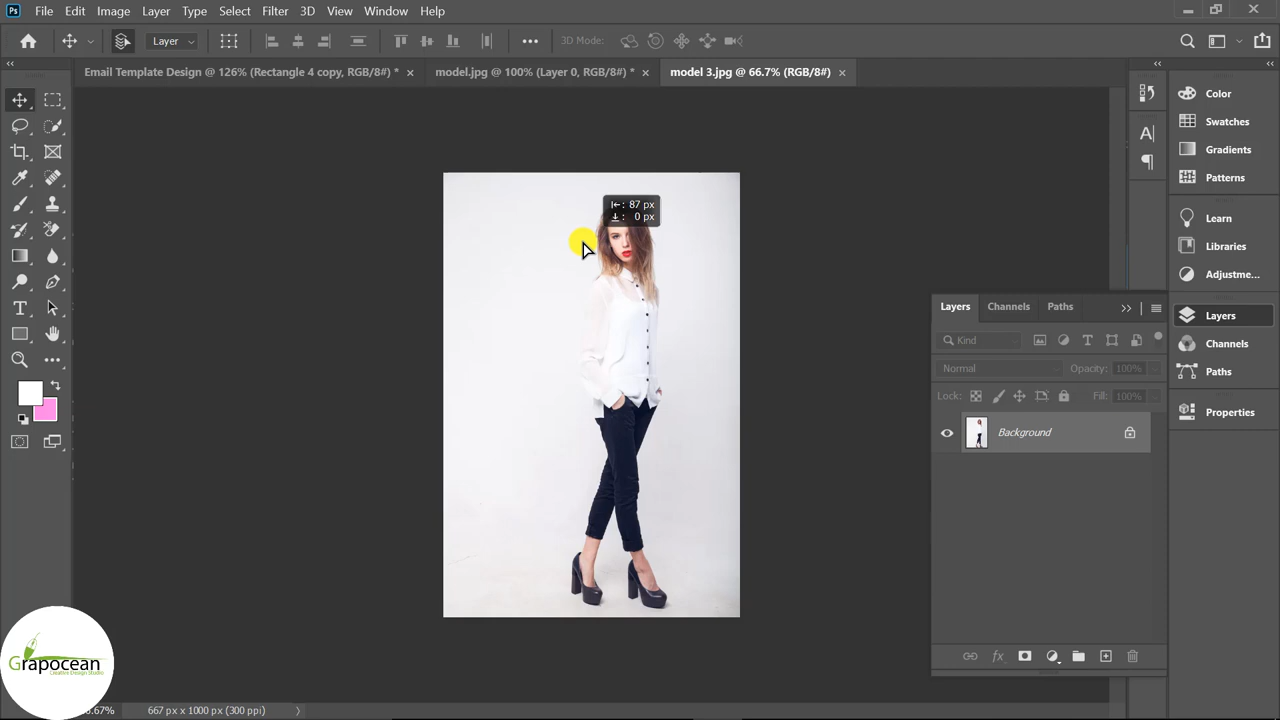 Ps File Edit Image Layer Type Select Filter 3D View Window Help
Layer 3D Mode:
Email Template Design @ 126% (Rectangle 4 copy, RGB/8#) * model.jpg @ 100% (Layer 0, RGB/8#) * model 3.jpg @ 66.7% (RGB/8#)
Color
Swatches
Gradients
Patterns
Learn
Libraries
Adjustme...
Layers
Channels
Paths
Properties
: 87 px
: 0 px
Layers Channels Paths
Kind
Normal Opacity: 100%
Lock: Fill: 100%
Background
Grapocean
Creative Design Studio
.67% 667 px x 1000 px (300 ppi)